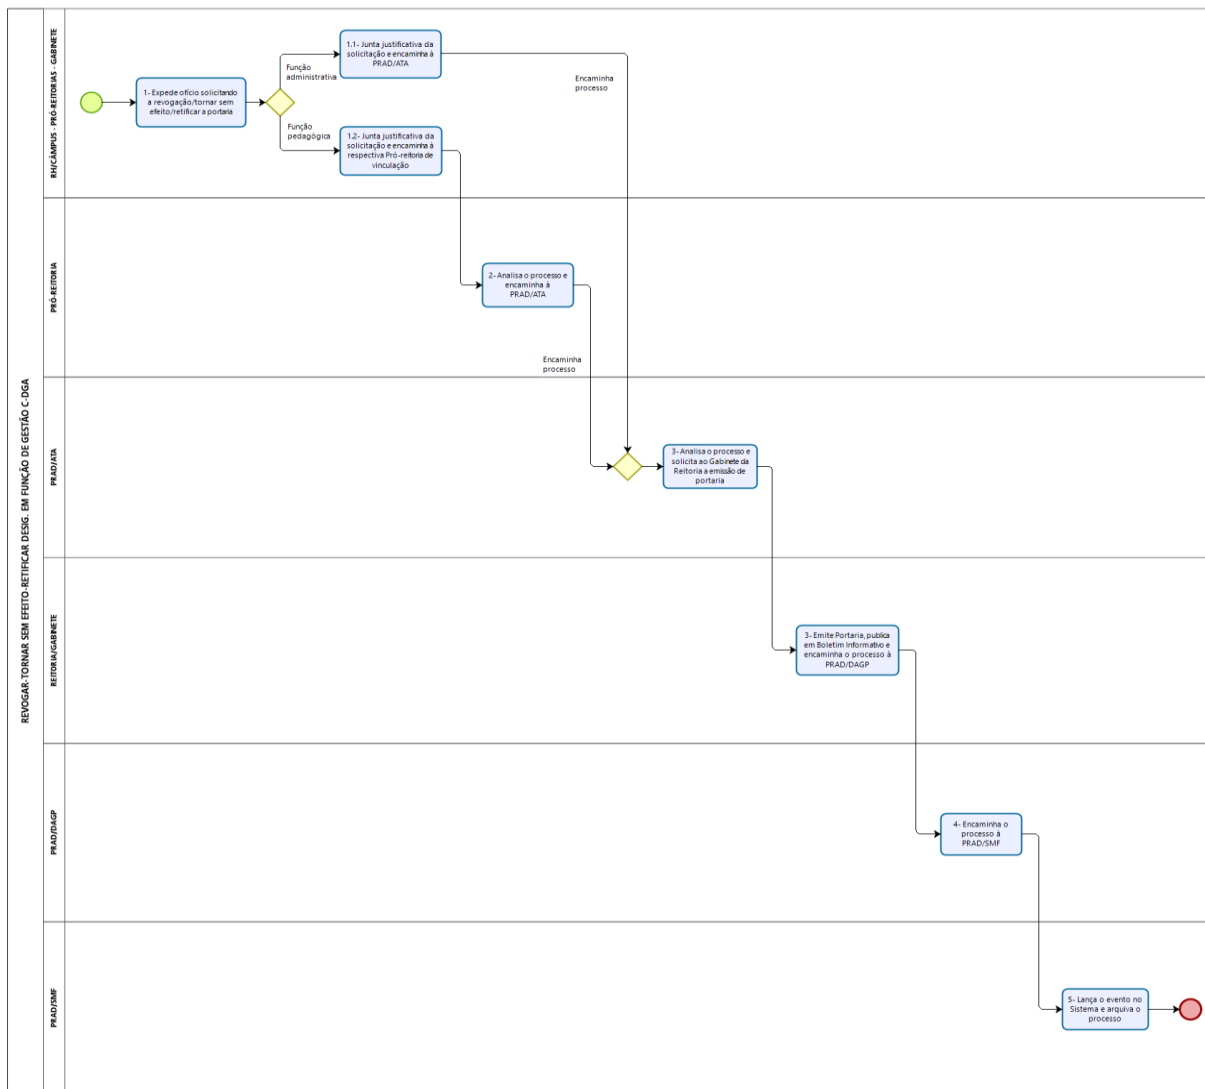 REVOGAR-TORNAR SEM EFEITO-RETIFICAR DESIG. EM FUNÇÃO DE GESTÃO C-DGA
RH/CÂMPUS - PRÓ-REITORIAS - GABINETE
1- Expede ofício solicitando
a revogação/tornar sem
efeito/retificar a portaria
Função
administrativa
Função
pedagógica
1.1- Junta justificativa da
solicitação e encaminha à
PRAD/ATA
1.2- Junta justificativa da
solicitação e encaminha à
respectiva Pró-reitoria de
vinculação
Encaminha
processo
PRÓ-REITORIA
2- Analisa o processo e
encaminha à
PRAD/ATA
Encaminha
processo
PRAD/ATA
3- Analisa o processo e
solicita ao Gabinete da
Reitoria a emissão de
portaria
REITORIA/GABINETE
3- Emite Portaria, publica
em Boletim Informativo e
encaminha o processo à
PRAD/DAGP
PRAD/DAGP
4- Encaminha o
processo à
PRAD/SMF
PRAD/SMF
5- Lança o evento no
Sistema e arquiva o
processo